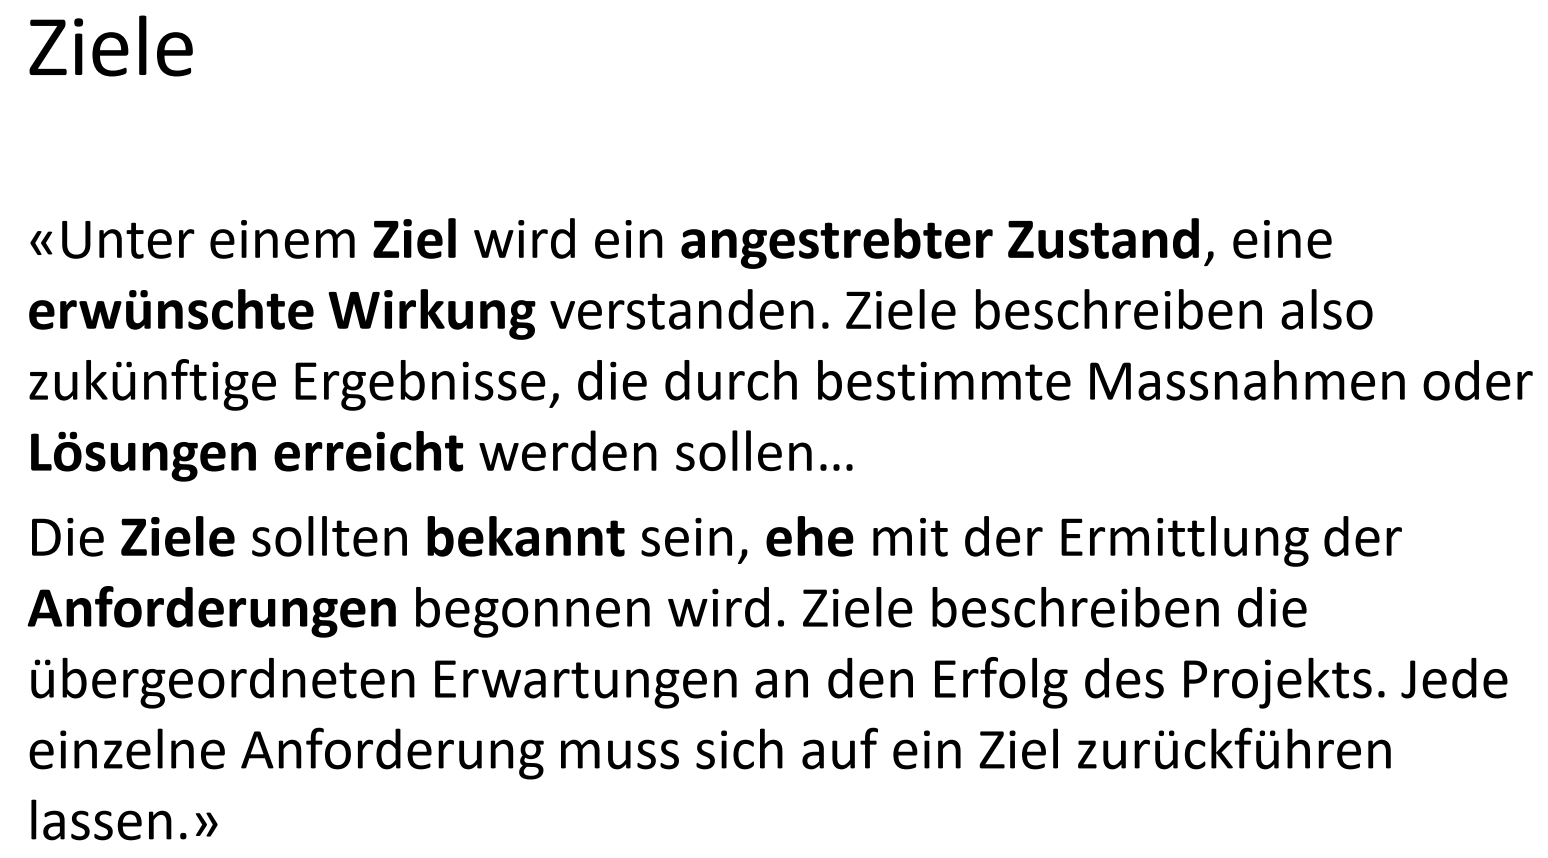 Ziele
«Unter einem Ziel wird ein angestrebter Zustand, eine
erwünschte Wirkung verstanden. Ziele beschreiben also
zukünftige Ergebnisse, die durch bestimmte Massnahmen oder
Lösungen erreicht werden sollen…
Die Ziele sollten bekannt sein, ehe mit der Ermittlung der
Anforderungen begonnen wird. Ziele beschreiben die
übergeordneten Erwartungen an den Erfolg des Projekts. Jede
einzelne Anforderung muss sich auf ein Ziel zurückführen
lassen.»